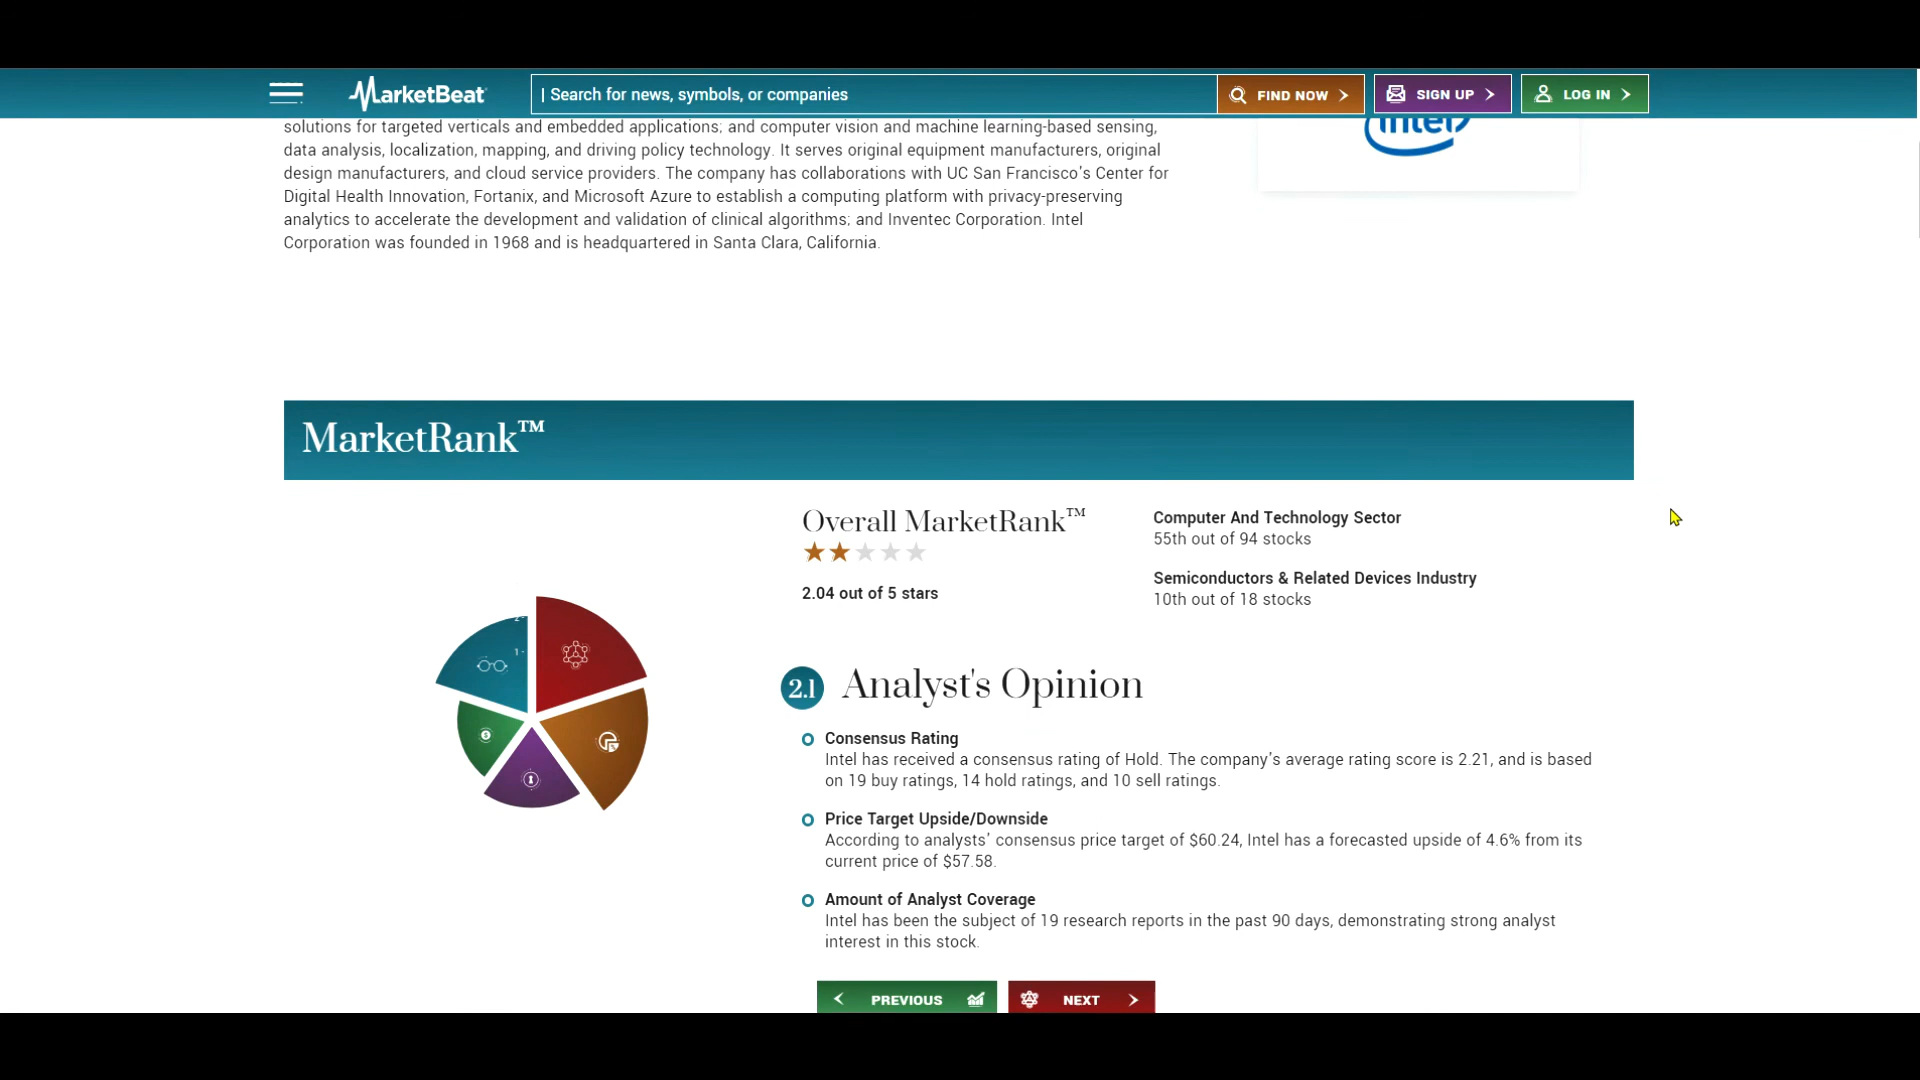 MarketBeat
| Search for news, symbols, or companies
FIND NOW
SIGN UP
LOG IN
solutions for targeted verticals and embedded applications; and computer vision and machine learning-based sensing,
data analysis, localization, mapping, and driving policy technology. It serves original equipment manufacturers, original
design manufacturers, and cloud service providers. The company has collaborations with UC San Francisco's Center for
Digital Health Innovation, Fortanix, and Microsoft Azure to establish a computing platform with privacy-preserving
analytics to accelerate the development and validation of clinical algorithms; and Inventec Corporation. Intel
Corporation was founded in 1968 and is headquartered in Santa Clara, California.
intel
MarketRank™
Overall MarketRank™
2.04 out of 5 stars
Computer And Technology Sector
55th out of 94 stocks
Semiconductors & Related Devices Industry
10th out of 18 stocks
2-
1-
2.1 Analyst's Opinion
Consensus Rating
Intel has received a consensus rating of Hold. The company's average rating score is 2.21, and is based
on 19 buy ratings, 14 hold ratings, and 10 sell ratings.
Price Target Upside/Downside
According to analysts' consensus price target of $60.24, Intel has a forecasted upside of 4.6% from its
current price of $57.58.
Amount of Analyst Coverage
Intel has been the subject of 19 research reports in the past 90 days, demonstrating strong analyst
interest in this stock.
PREVIOUS
NEXT